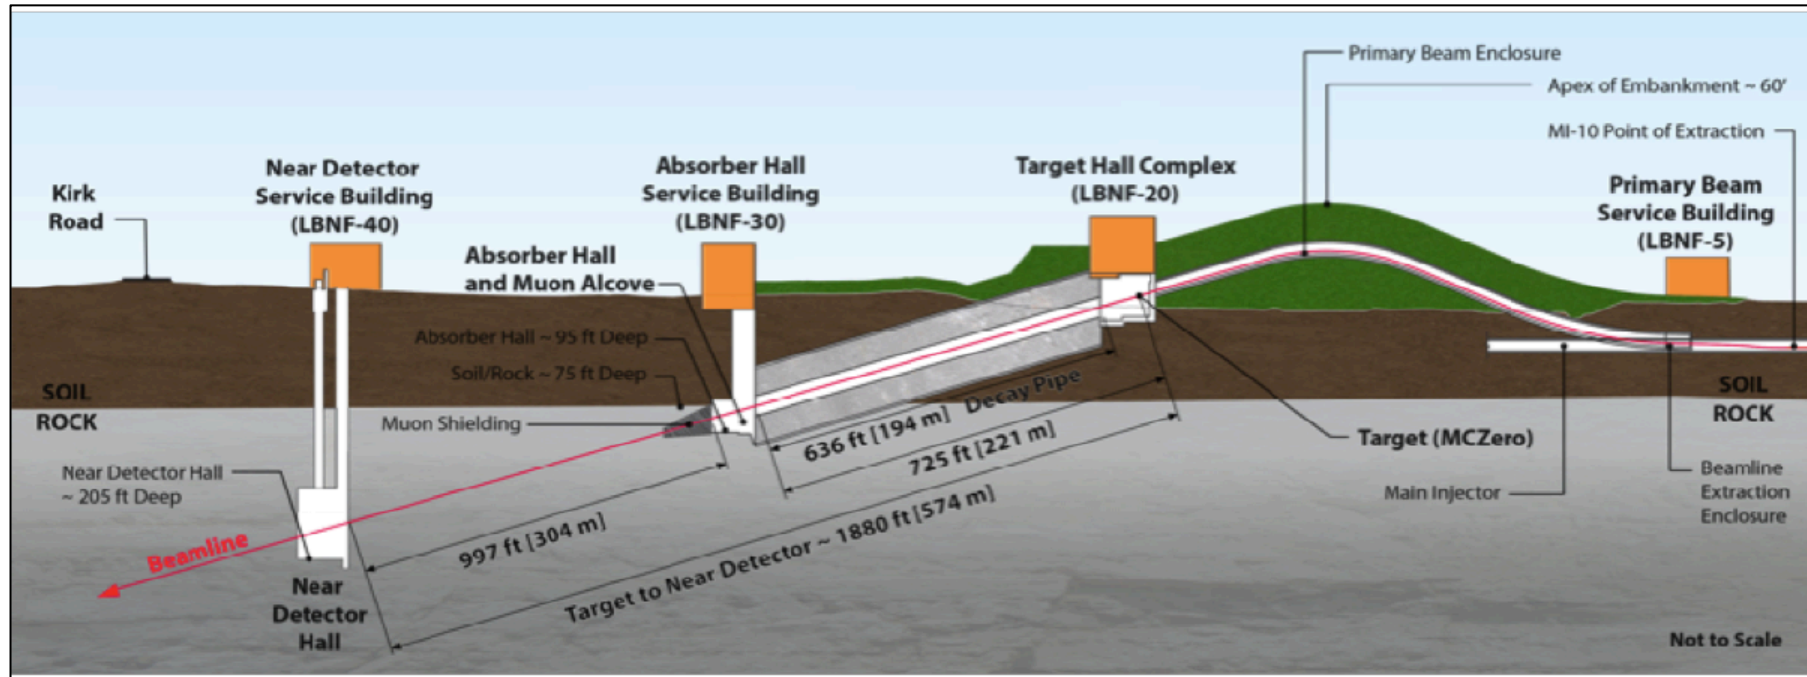 Primary Beam Enclosure
Apex of Embankment ~ 60'
MI-10 Point of Extraction
Kirk
Road
Near Detector
Service Building
(LBNF-40)
Absorber Hall
Service Building
(LBNF-30)
Target Hall Complex
(LBNF-20)
Primary Beam
Service Building
(LBNF-5)
Absorber Hall
and Muon Alcove
Absorber Hall ~ 95 ft Deep
Soil/Rock ~ 75 ft Deep
SOIL
ROCK
Muon Shielding
Near Detector Hall
~ 205 ft Deep
Beamline
Near
Detector
Hall
636 ft [194 m] Decay Pipe
725 ft [221 m]
997 ft [304 m]
Target to Near Detector ~ 1880 ft [574 m]
Target (MCZero)
Main Injector
SOIL
ROCK
Beamline
Extraction
Enclosure
Not to Scale